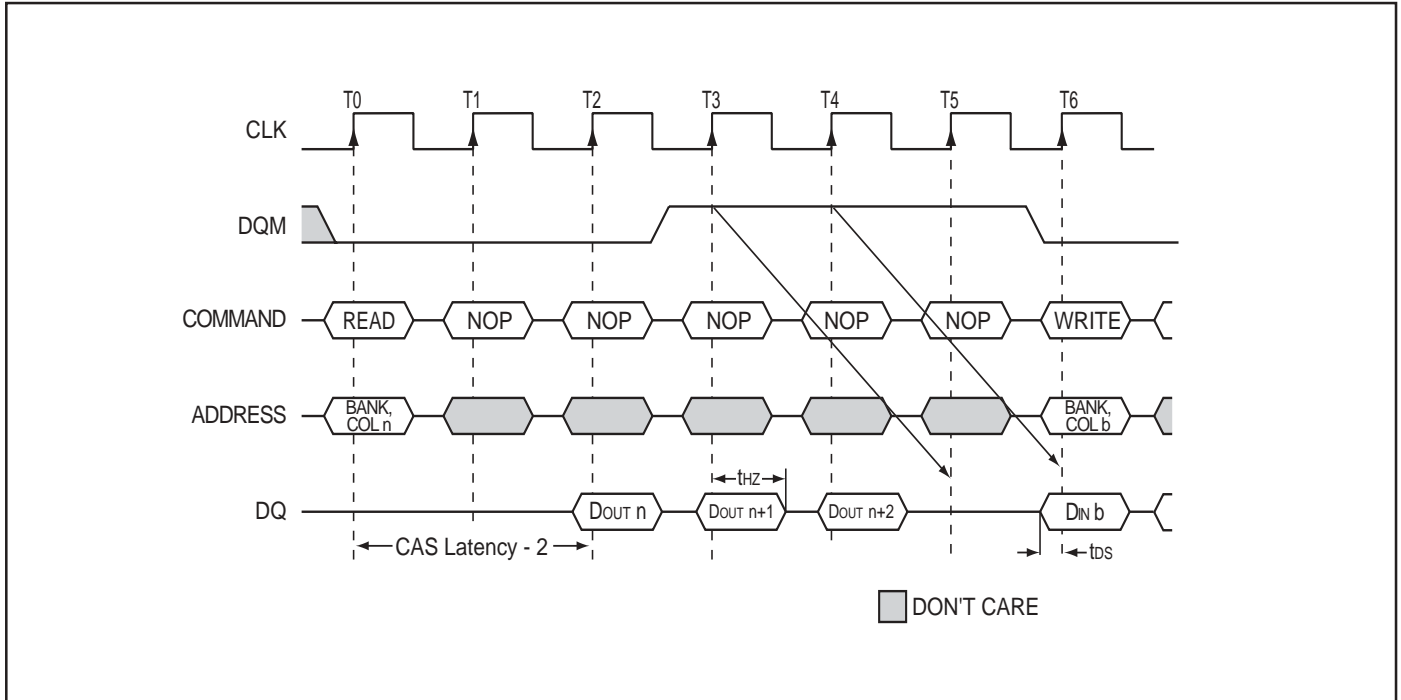 T0 T1 T2 T3 T4 T5 T6
CLK
DQM
COMMAND READ NOP NOP NOP NOP NOP WRITE
ADDRESS BANK, COL n BANK, COL b
tHZ
DQ DOUT n DOUT n+1 DOUT n+2 DIN b
CAS Latency - 2 tDS
DON'T CARE